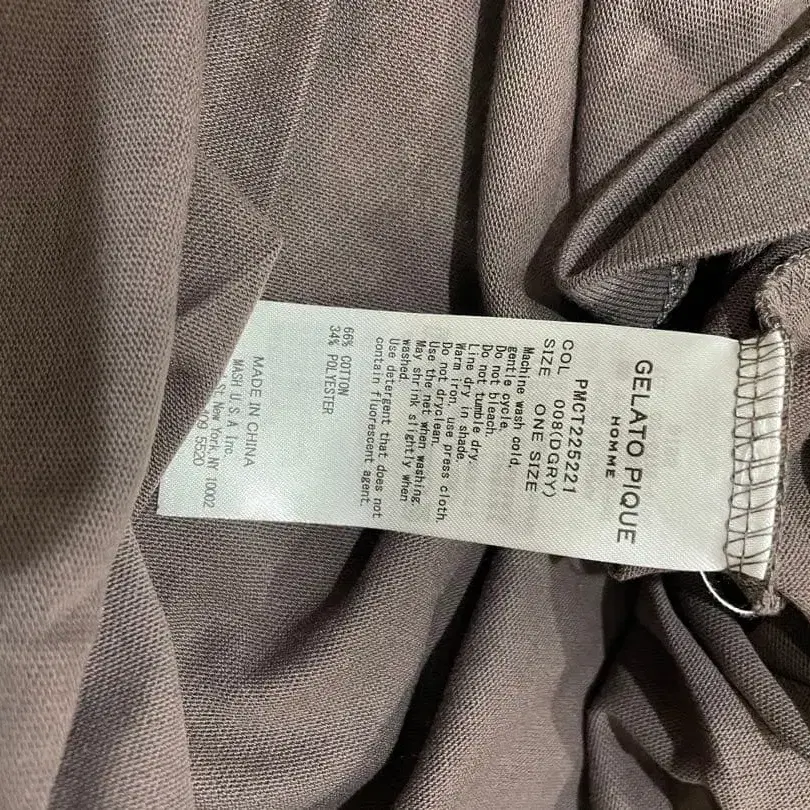 GELATO PIQUE
HOMME
PMCT225221
COL 008(DGRY)
SIZE ONE SIZE
Machine wash cold,
gentle cycle.
Do not bleach.
Do not tumble dry.
Line dry in shade.
Warm iron, use press cloth.
Do not dryclean.
Use the net when washing.
May shrink slightly when
washed.
Use detergent that does not
contain fluorescent agent.
66% COTTON
34% POLYESTER
MADE IN CHINA
MASH U.S.A Inc.
St. New York, NY 10002
5520